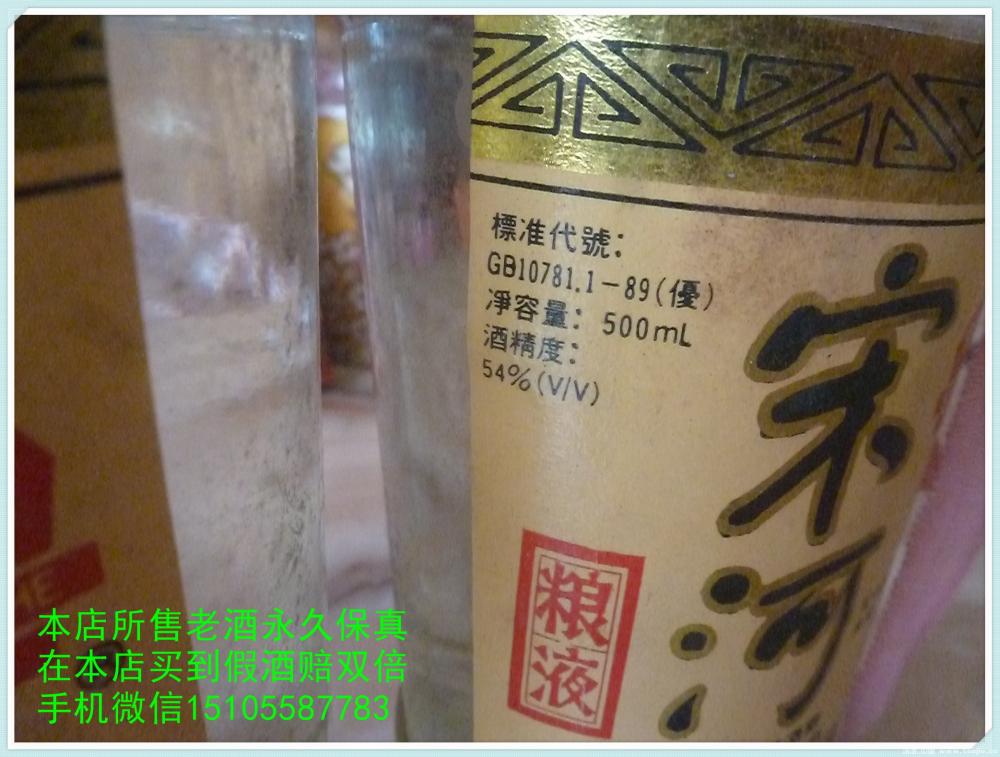 標准代號：
GB10781.1－89(優)
淨容量：500mL
酒精度：
54%(V/V)
宋河
粮液
本店所售老酒永久保真
在本店买到假酒赔双倍
手机微信15105587783